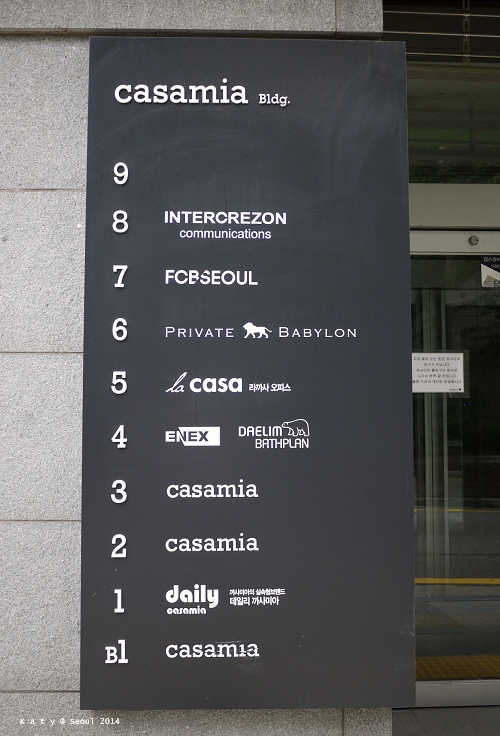 casamia Bldg.
9
8 INTERCREZON
communications
7 FCBSEOUL
6 PRIVATE BABYLON
5 la casa 라까사 오피스
4 ENEX DAELIM
BATHPLAN
3 casamia
2 casamia
1 daily 까사미아의 실속형브랜드
casamia 데일리 까사미아
B1 casamia
katy@seoul 2014